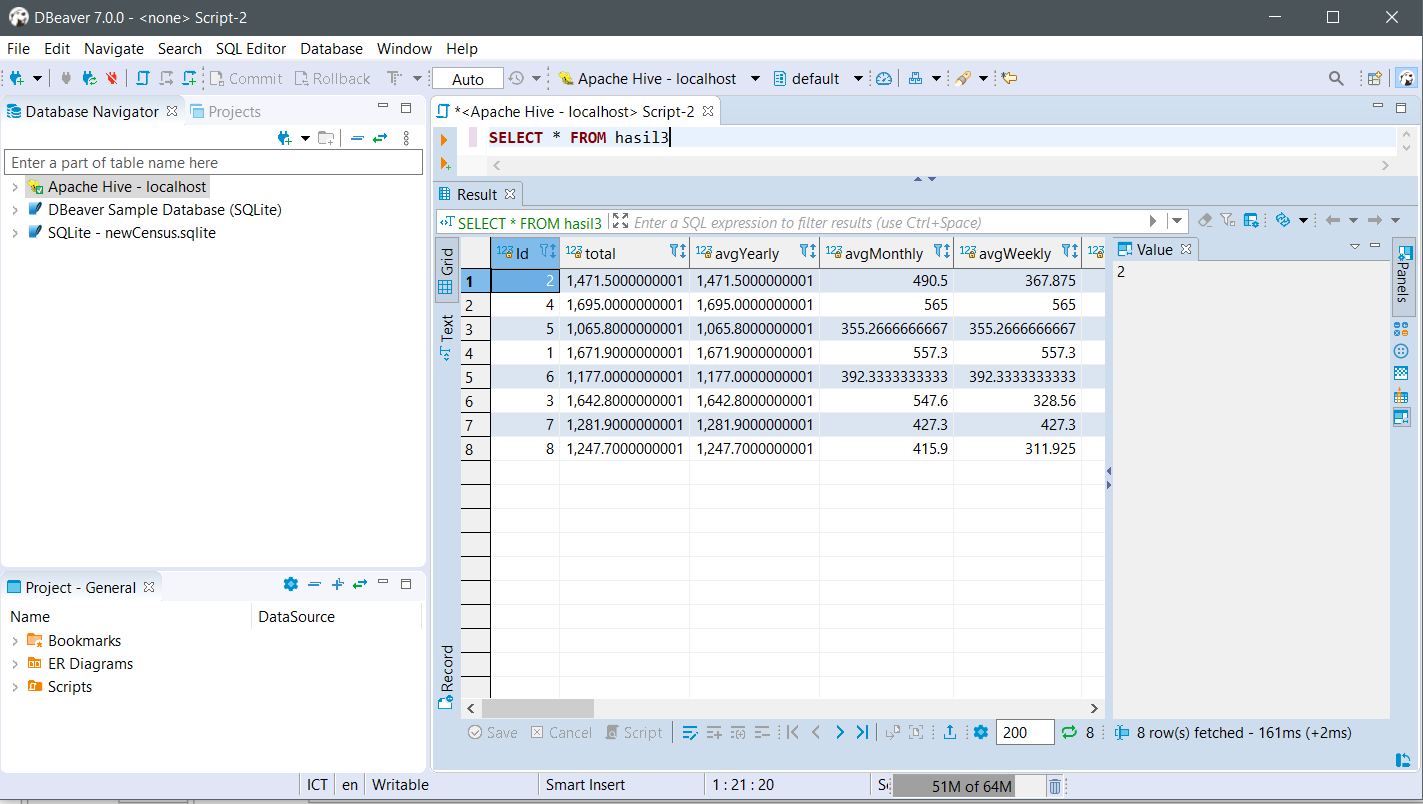 DBeaver 7.0.0 - <none> Script-2
File Edit Navigate Search SQL Editor Database Window Help
Commit Rollback Auto Apache Hive - localhost default
Database Navigator Projects
Enter a part of table name here
Apache Hive - localhost
DBeaver Sample Database (SQLite)
SQLite - newCensus.sqlite
Project - General
Name DataSource
Bookmarks
ER Diagrams
Scripts
*<Apache Hive - localhost> Script-2
SELECT * FROM hasil3
Result
SELECT * FROM hasil3 Enter a SQL expression to filter results (use Ctrl+Space)
Grid
Text
Record
123 Id 123 total 123 avgYearly 123 avgMonthly 123 avgWeekly 123
1 2 1,471.5000000001 1,471.5000000001 490.5 367.875
2 4 1,695.0000000001 1,695.0000000001 565 565
3 5 1,065.8000000001 1,065.8000000001 355.2666666667 355.2666666667
4 1 1,671.9000000001 1,671.9000000001 557.3 557.3
5 6 1,177.0000000001 1,177.0000000001 392.3333333333 392.3333333333
6 3 1,642.8000000001 1,642.8000000001 547.6 328.56
7 7 1,281.9000000001 1,281.9000000001 427.3 427.3
8 8 1,247.7000000001 1,247.7000000001 415.9 311.925
Value
2
Panels
Save Cancel Script 200 8 8 row(s) fetched - 161ms (+2ms)
ICT en Writable Smart Insert 1 : 21 : 20 51M of 64M